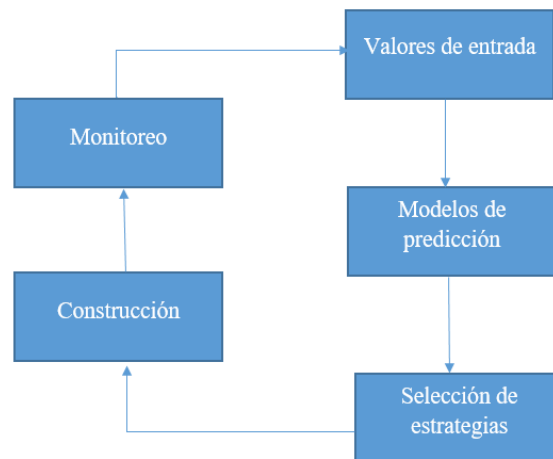 Valores de entrada
Monitoreo
Modelos de
predicción
Construcción
Selección de
estrategias